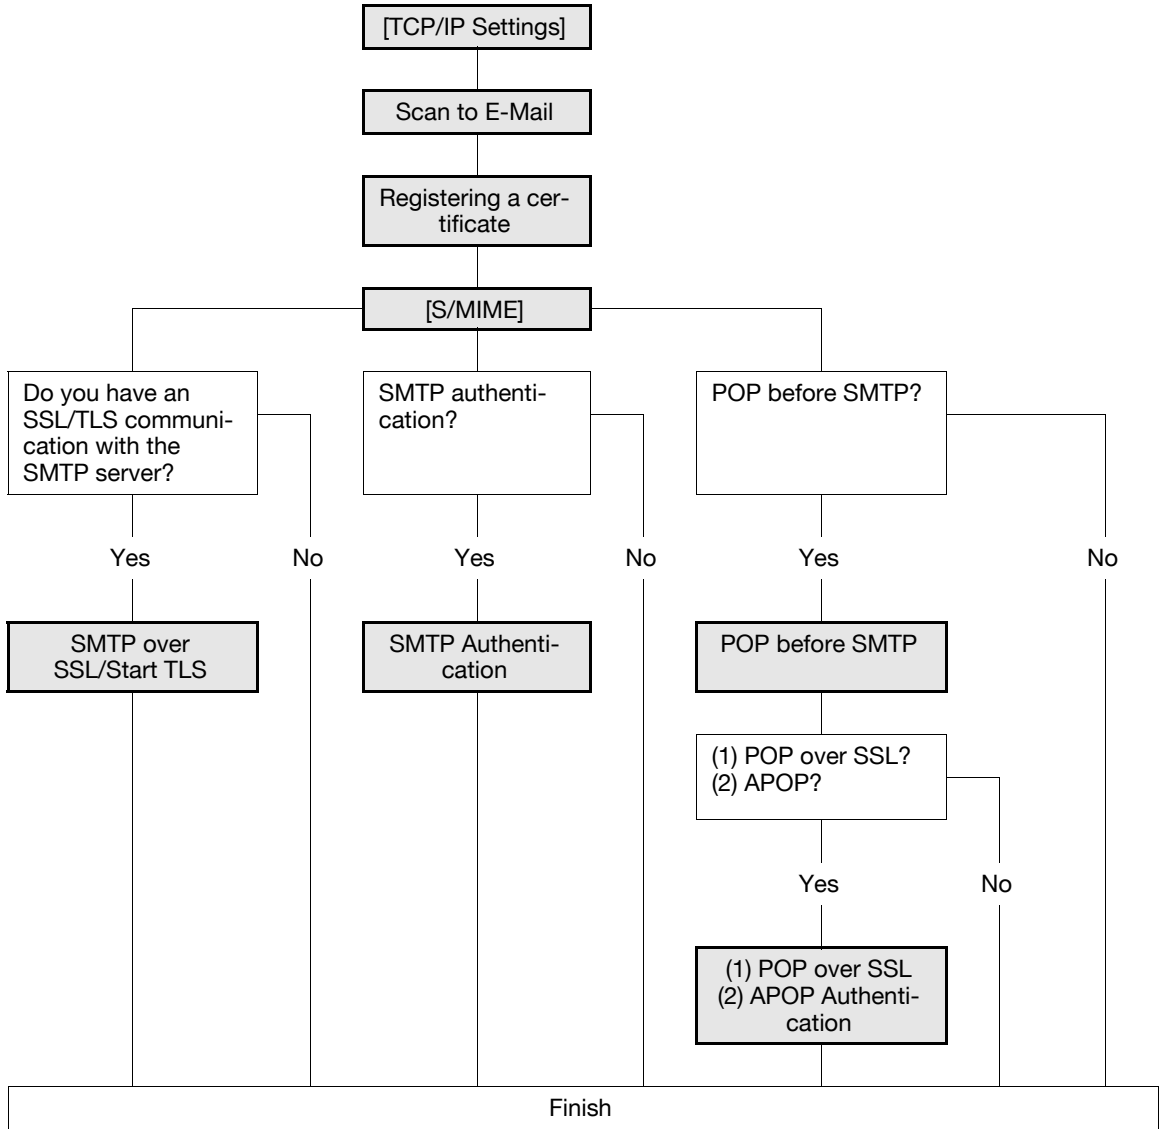 [TCP/IP Settings]
Scan to E-Mail
Registering a cer-
tificate
[S/MIME]
Do you have an
SSL/TLS communi-
cation with the
SMTP server?
SMTP authenti-
cation?
POP before SMTP?
Yes
No
Yes
No
Yes
No
SMTP over
SSL/Start TLS
SMTP Authenti-
cation
POP before SMTP
(1) POP over SSL?
(2) APOP?
Yes
No
(1) POP over SSL
(2) APOP Authenti-
cation
Finish